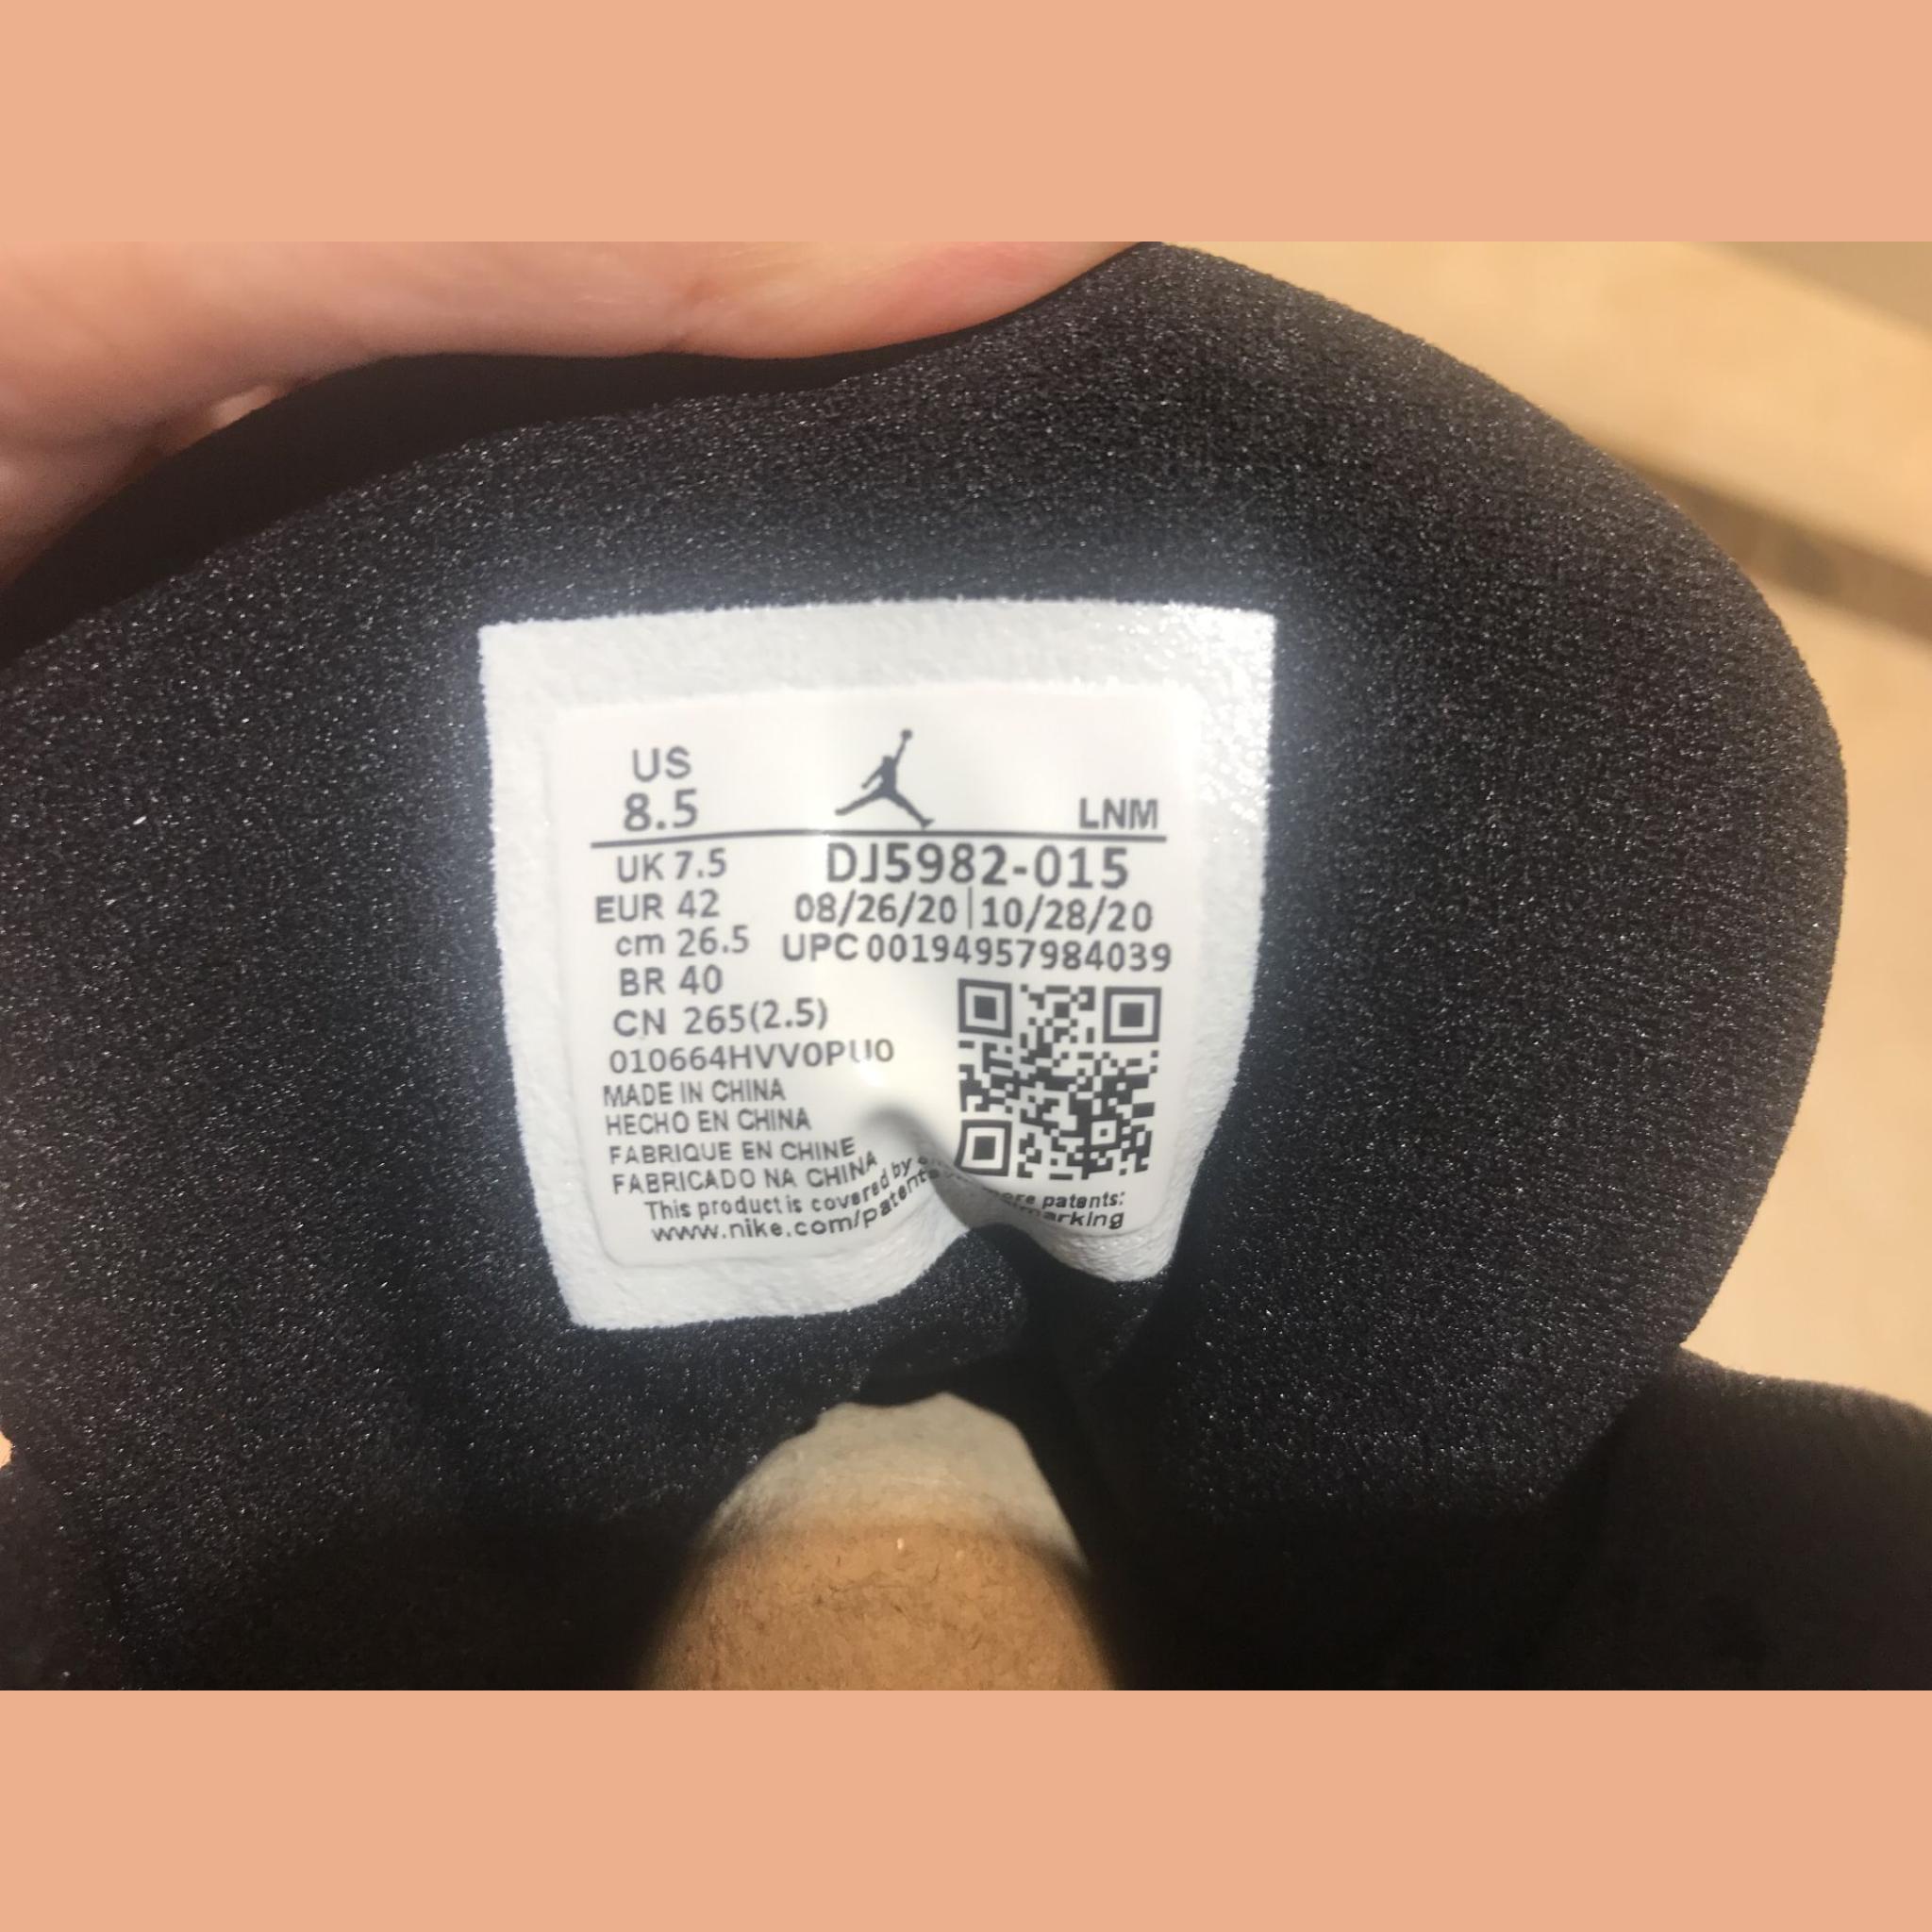 US
8.5
LNM
UK 7.5
DJ5982-015
EUR 42
08/26/20|10/28/20
cm 26.5
UPC 00194957984039
BR 40
CN 265(2.5)
010664HVV0PU0
MADE IN CHINA
HECHO EN CHINA
FABRIQUE EN CHINE
FABRICADO NA CHINA
This product is covered by patents:
www.nike.com/patent marking